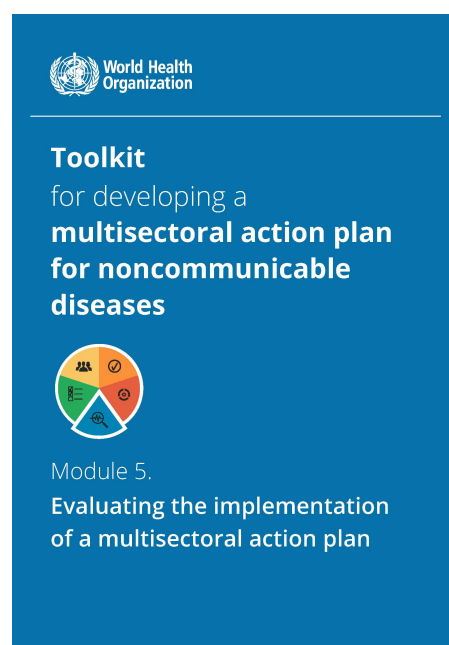 World Health
Organization
Toolkit
for developing a
multisectoral action plan
for noncommunicable
diseases
Module 5.
Evaluating the implementation
of a multisectoral action plan